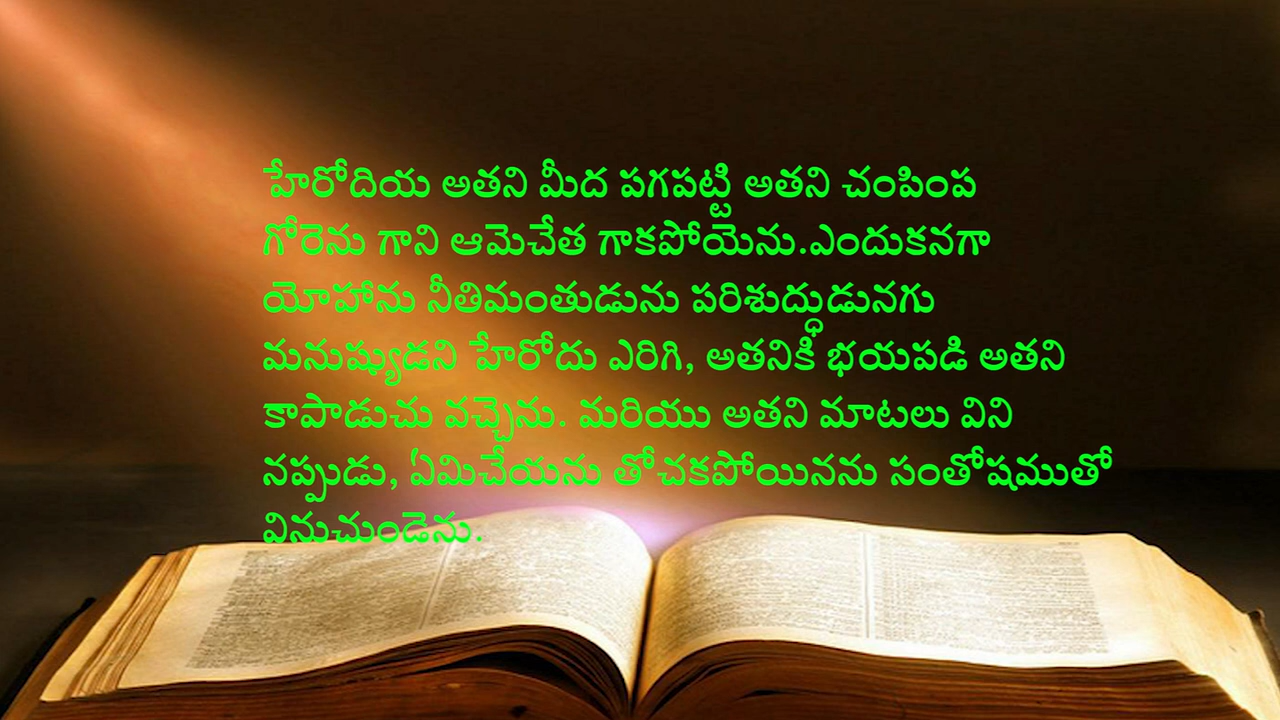 హేరోదియ అతని మీద పగపట్టి అతని చంపింప
గోరెను గాని ఆమెచేత గాకపోయెను.ఎందుకనగా
యోహాను నీతిమంతుడును పరిశుద్ధుడునగు
మనుష్యుడని హేరోదు ఎరిగి, అతనికి భయపడి అతని
కాపాడుచు వచ్చెను. మరియు అతని మాటలు విని
నప్పుడు, ఏమిచేయను తోచకపోయినను సంతోషముతో
వినుచుండెను.